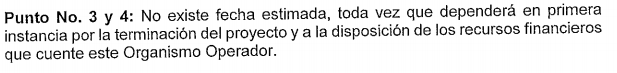 Punto No. 3 y 4: No existe fecha estimada, toda vez que dependerá en primera
instancia por la terminación del proyecto y a la disposición de los recursos financieros
que cuente este Organismo Operador.